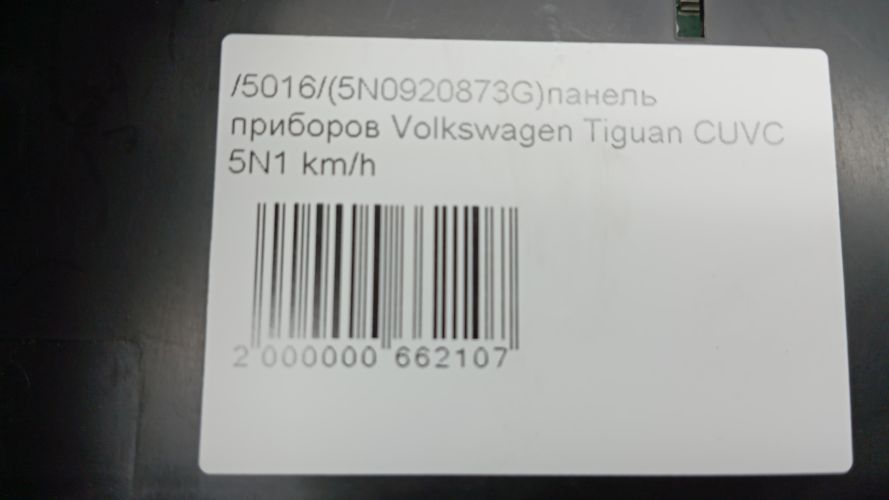 /5016/(5N0920873G)панель
приборов Volkswagen Tiguan CUVC
5N1 km/h
2 000000 662107